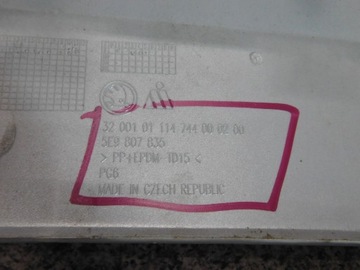 32 001 01 114 744 00 02 00
5E9 807 835
> PP+EPDM-TD15 <
PCB
MADE IN CZECH REPUBLIC